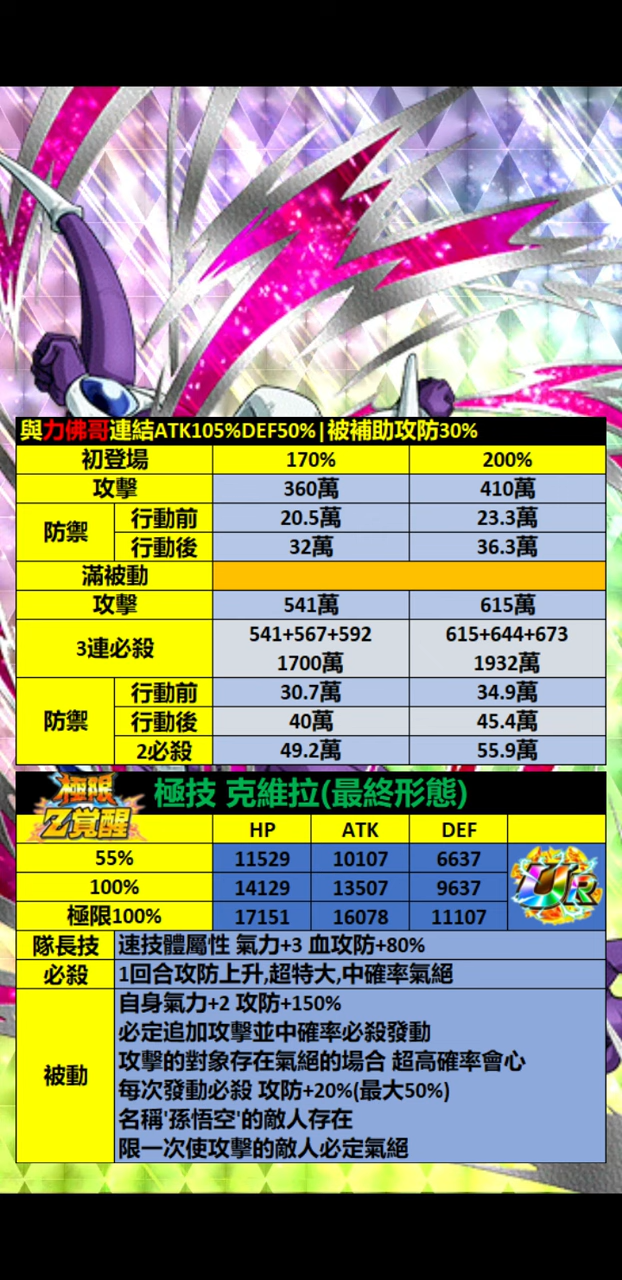 與力佛哥連結ATK105%DEF50%|被補助攻防30%
初登場 170% 200%
攻擊 360萬 410萬
防禦 行動前 20.5萬 23.3萬
行動後 32萬 36.3萬
滿被動
攻擊 541萬 615萬
3連必殺 541+567+592 615+644+673
1700萬 1932萬
防禦 行動前 30.7萬 34.9萬
行動後 40萬 45.4萬
2必殺 49.2萬 55.9萬
極限 Z覚醒
極技 克維拉(最終形態)
HP ATK DEF
55% 11529 10107 6637
100% 14129 13507 9637
UR
極限100% 17151 16078 11107
隊長技 速技體屬性 氣力+3 血攻防+80%
必殺 1回合攻防上升,超特大,中確率氣絕
被動 自身氣力+2 攻防+150%
必定追加攻擊並中確率必殺發動
攻擊的對象存在氣絕的場合 超高確率會心
每次發動必殺 攻防+20%(最大50%)
名稱'孫悟空'的敵人存在
限一次使攻擊的敵人必定氣絕